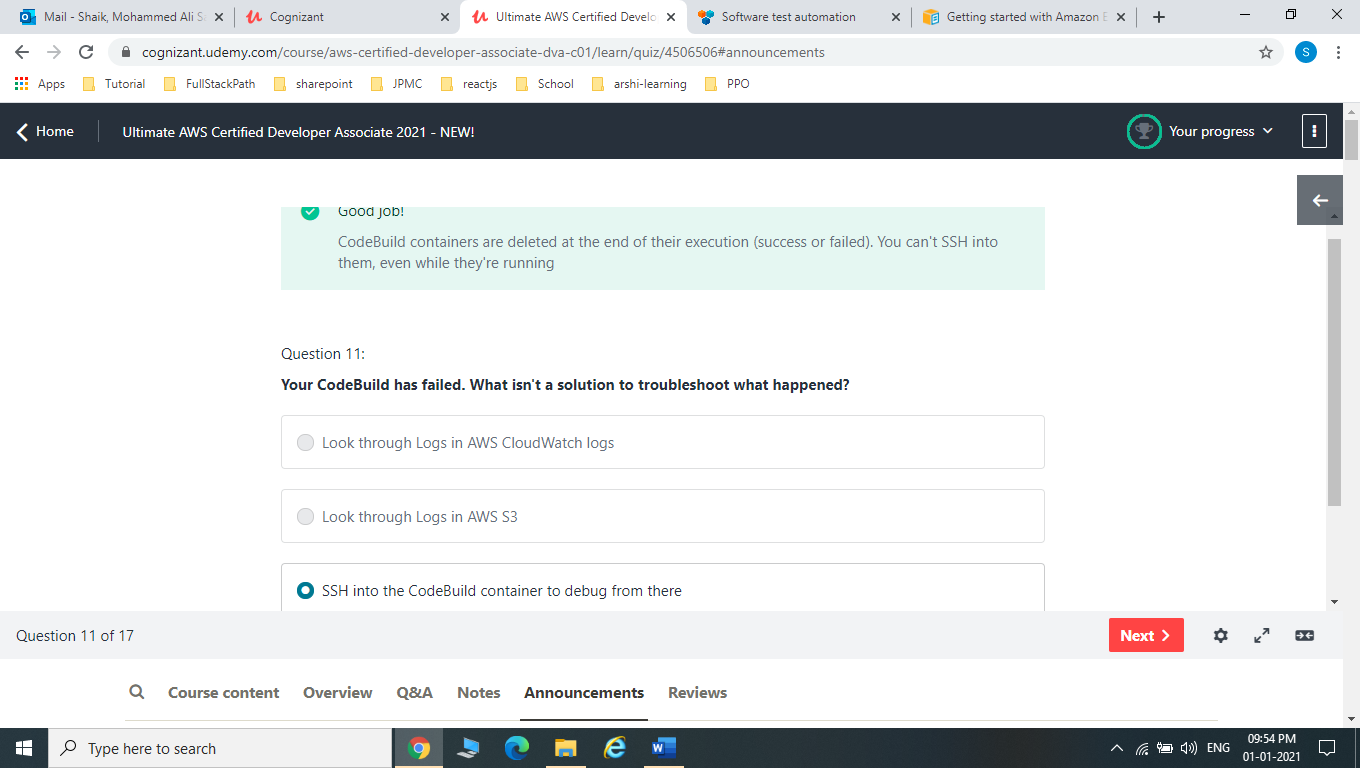 Mail - Shaik, Mohammed Ali S
Cognizant
Ultimate AWS Certified Develo
Software test automation
Getting started with Amazon E
cognizant.udemy.com/course/aws-certified-developer-associate-dva-c01/learn/quiz/4506506#announcements
S
Apps
Tutorial
FullStackPath
sharepoint
JPMC
reactjs
School
arshi-learning
PPO
Home
Ultimate AWS Certified Developer Associate 2021 - NEW!
Your progress
Good job!
CodeBuild containers are deleted at the end of their execution (success or failed). You can't SSH into
them, even while they're running
Question 11:
Your CodeBuild has failed. What isn't a solution to troubleshoot what happened?
Look through Logs in AWS CloudWatch logs
Look through Logs in AWS S3
SSH into the CodeBuild container to debug from there
Question 11 of 17
Next
Course content
Overview
Q&A
Notes
Announcements
Reviews
Type here to search
ENG
09:54 PM
01-01-2021